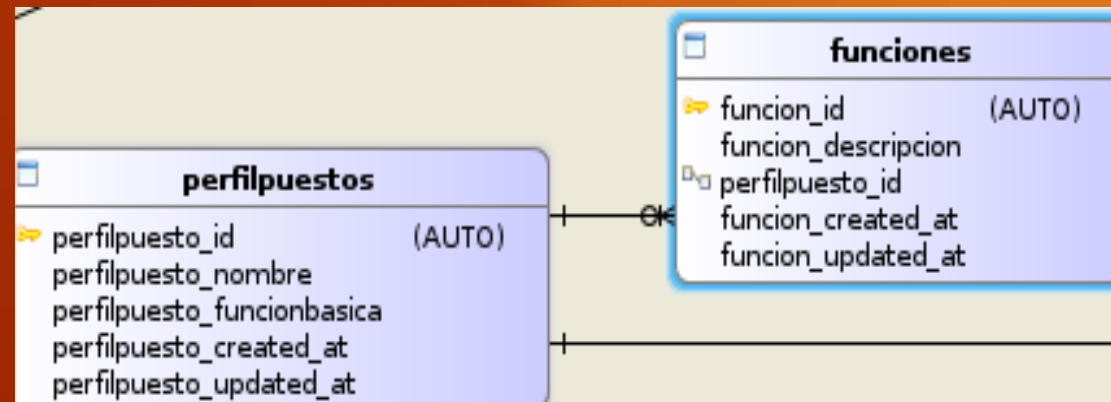 funciones
funcion_id (AUTO)
funcion_descripcion
perfilpuesto_id
funcion_created_at
funcion_updated_at
perfilpuestos
perfilpuesto_id (AUTO)
perfilpuesto_nombre
perfilpuesto_funcionbasica
perfilpuesto_created_at
perfilpuesto_updated_at